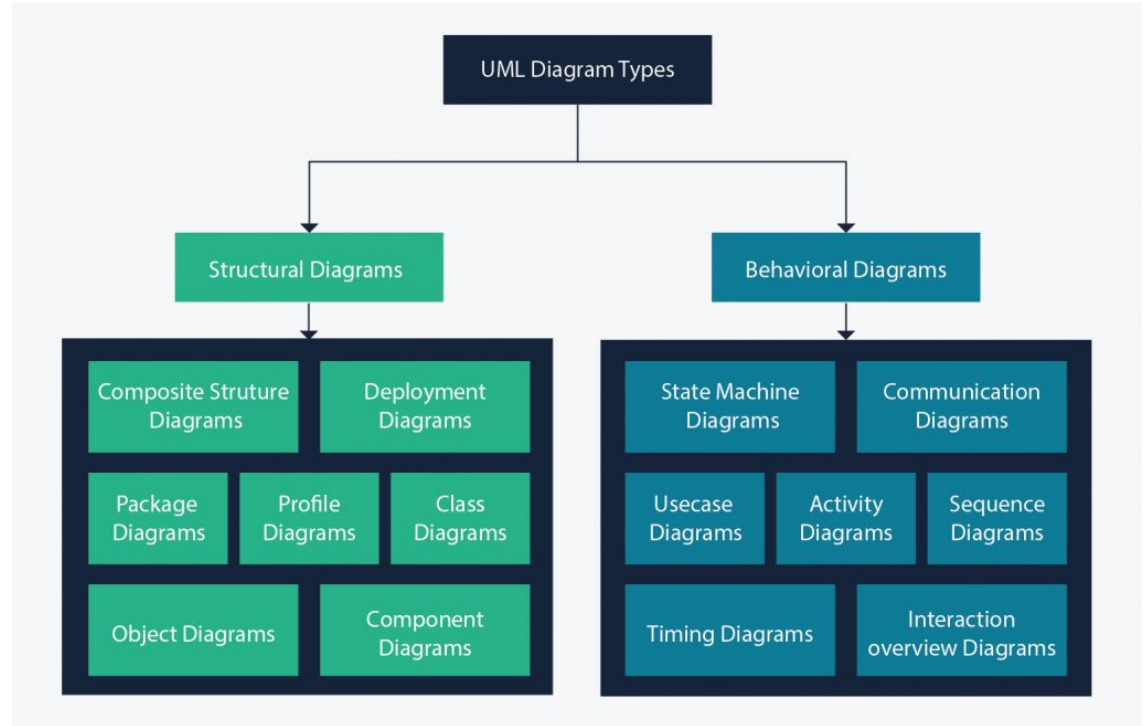 UML Diagram Types
Structural Diagrams
Behavioral Diagrams
Composite Struture
Diagrams
Deployment
Diagrams
Package
Diagrams
Profile
Diagrams
Class
Diagrams
Object Diagrams
Component
Diagrams
State Machine
Diagrams
Communication
Diagrams
Usecase
Diagrams
Activity
Diagrams
Sequence
Diagrams
Timing Diagrams
Interaction
overview Diagrams